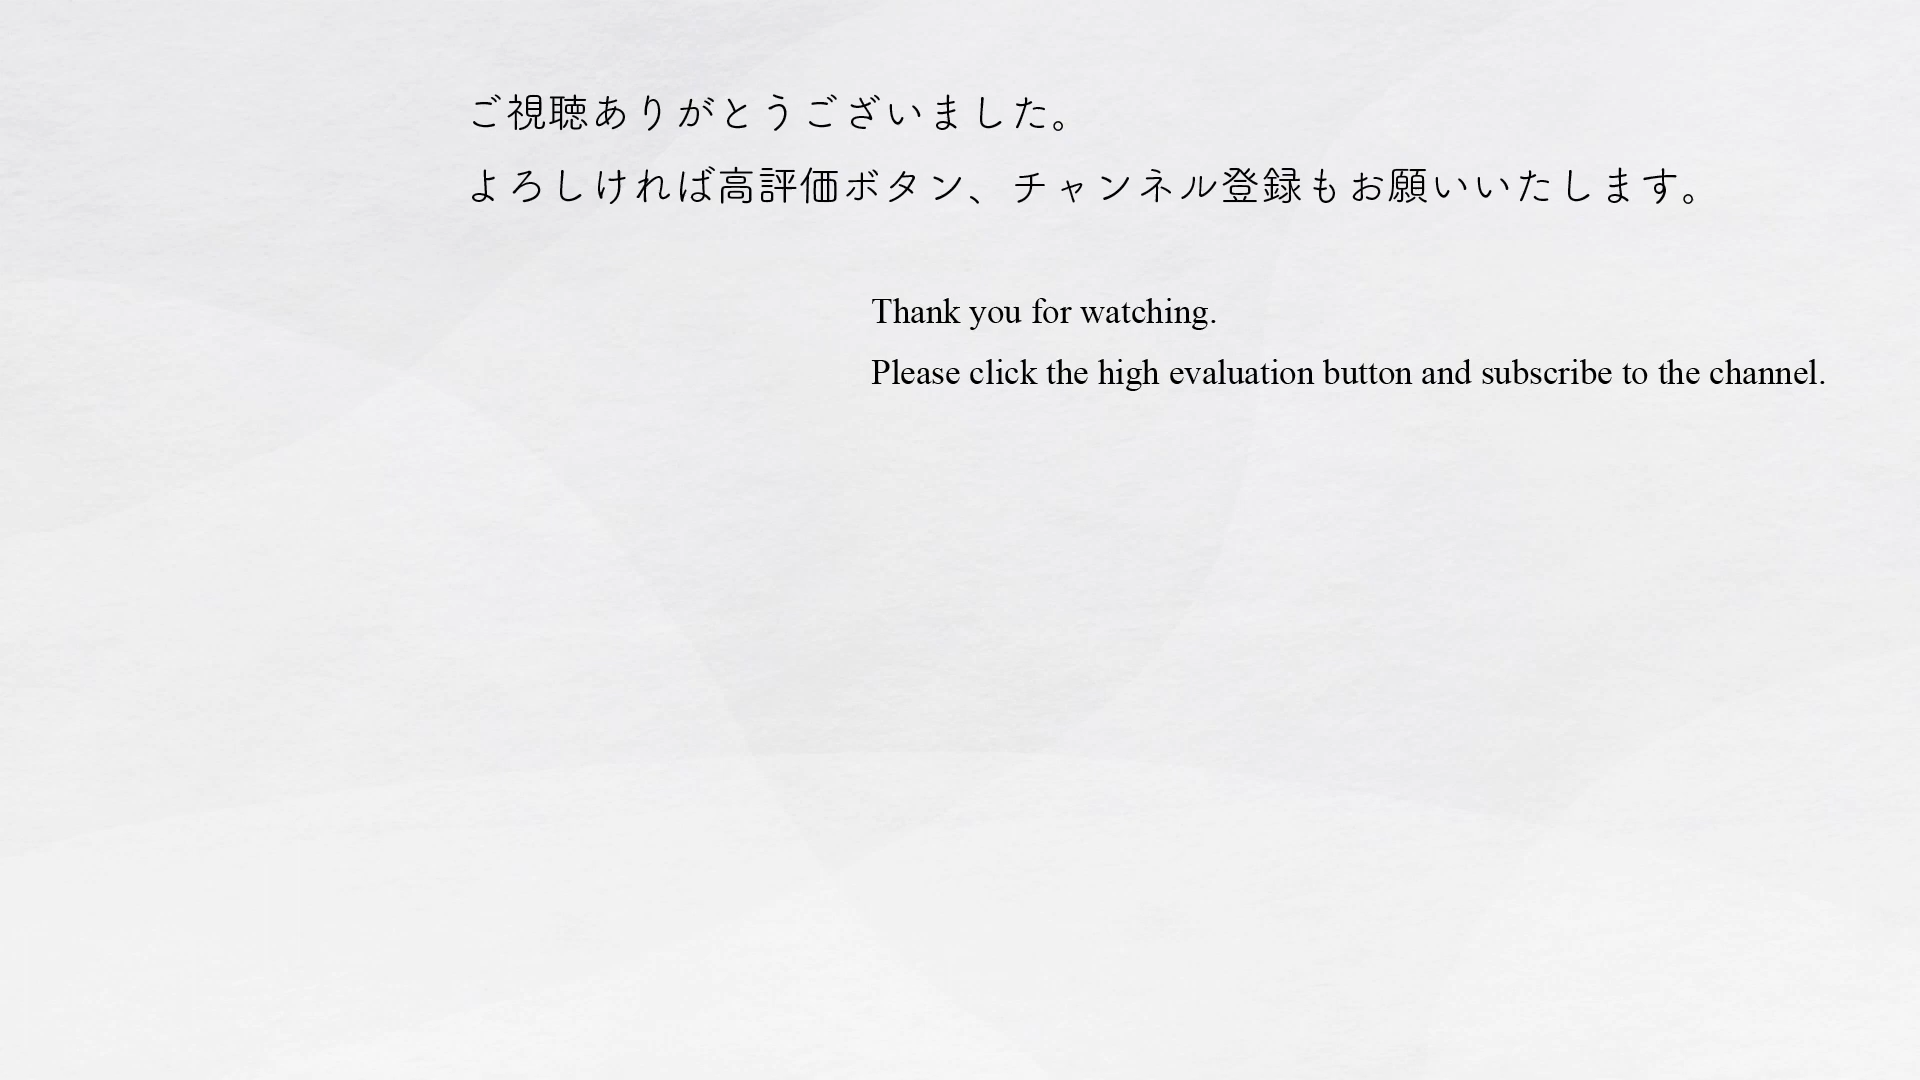 ご視聴ありがとうございました。
よろしければ高評価ボタン、チャンネル登録もお願いいたします。
Thank you for watching.
Please click the high evaluation button and subscribe to the channel.